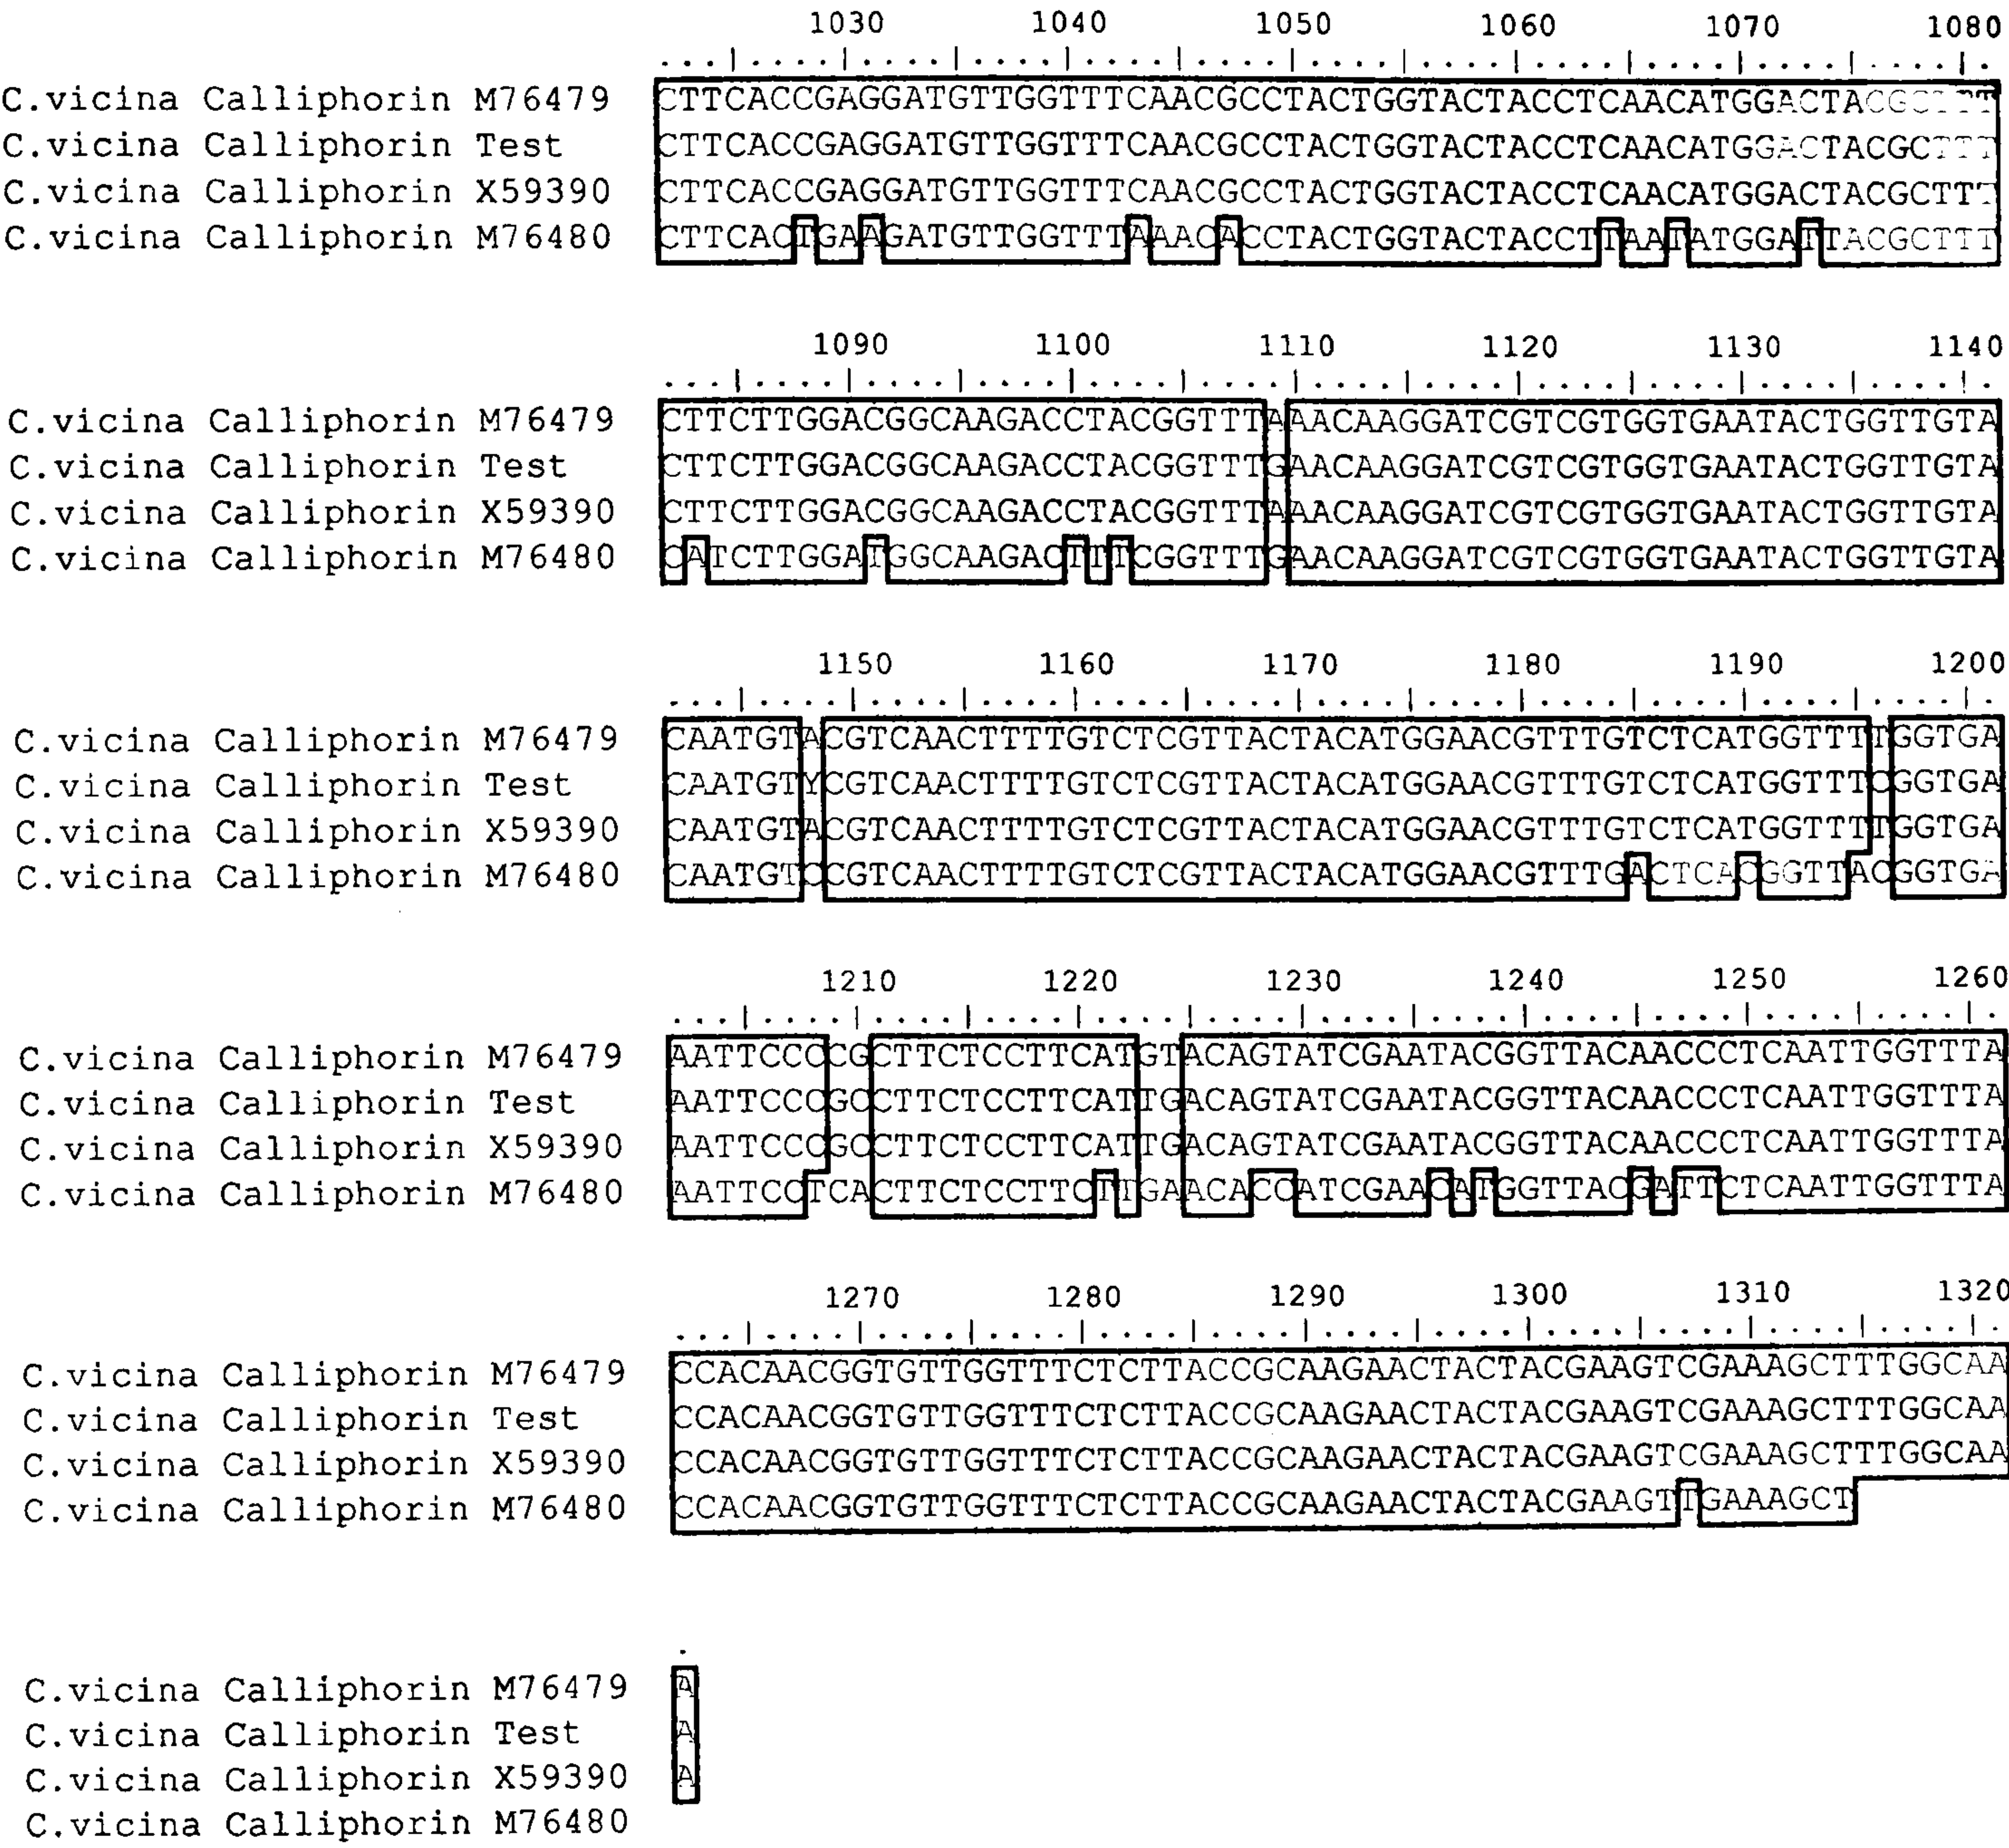 1030 1040 1050 1060 1070 1080
C.vicina Calliphorin M76479 CTTCACCGAGGATGTTGGTTTCAACGCCTACTGGTACTACCTCAACATGGACTACGCTTT
C.vicina Calliphorin Test CTTCACCGAGGATGTTGGTTTCAACGCCTACTGGTACTACCTCAACATGGACTACGCTTT
C.vicina Calliphorin X59390 CTTCACCGAGGATGTTGGTTTCAACGCCTACTGGTACTACCTCAACATGGACTACGCTTT
C.vicina Calliphorin M76480 CTTCACTGAAGATGTTGGTTTAAACACCTACTGGTACTACCTTAATATGGATTACGCTTT
1090 1100 1110 1120 1130 1140
C.vicina Calliphorin M76479 CTTCTTGGACGGCAAGACCTACGGTTTAAACAAGGATCGTCGTGGTGAATACTGGTTGTA
C.vicina Calliphorin Test CTTCTTGGACGGCAAGACCTACGGTTTGAACAAGGATCGTCGTGGTGAATACTGGTTGTA
C.vicina Calliphorin X59390 CTTCTTGGACGGCAAGACCTACGGTTTAAACAAGGATCGTCGTGGTGAATACTGGTTGTA
C.vicina Calliphorin M76480 CATCTTGGATGGCAAGACTTTCGGTTTGAACAAGGATCGTCGTGGTGAATACTGGTTGTA
1150 1160 1170 1180 1190 1200
C.vicina Calliphorin M76479 CAATGTACGTCAACTTTTGTCTCGTTACTACATGGAACGTTTGTCTCATGGTTTTGGTGA
C.vicina Calliphorin Test CAATGTYCGTCAACTTTTGTCTCGTTACTACATGGAACGTTTGTCTCATGGTTTCGGTGA
C.vicina Calliphorin X59390 CAATGTACGTCAACTTTTGTCTCGTTACTACATGGAACGTTTGTCTCATGGTTTTGGTGA
C.vicina Calliphorin M76480 CAATGTCCGTCAACTTTTGTCTCGTTACTACATGGAACGTTTGACTCACGGTTACGGTGA
1210 1220 1230 1240 1250 1260
C.vicina Calliphorin M76479 AATTCCCCGCTTCTCCTTCATGTACAGTATCGAATACGGTTACAACCCTCAATTGGTTTA
C.vicina Calliphorin Test AATTCCCGCCTTCTCCTTCATTGACAGTATCGAATACGGTTACAACCCTCAATTGGTTTA
C.vicina Calliphorin X59390 AATTCCCGCCTTCTCCTTCATTGACAGTATCGAATACGGTTACAACCCTCAATTGGTTTA
C.vicina Calliphorin M76480 AATTCCTCACTTCTCCTTCTTGAACACCATCGAACATGGTTACGATTCTCAATTGGTTTA
1270 1280 1290 1300 1310 1320
C.vicina Calliphorin M76479 CCACAACGGTGTTGGTTTCTCTTACCGCAAGAACTACTACGAAGTCGAAAGCTTTGGCAA
C.vicina Calliphorin Test CCACAACGGTGTTGGTTTCTCTTACCGCAAGAACTACTACGAAGTCGAAAGCTTTGGCAA
C.vicina Calliphorin X59390 CCACAACGGTGTTGGTTTCTCTTACCGCAAGAACTACTACGAAGTCGAAAGCTTTGGCAA
C.vicina Calliphorin M76480 CCACAACGGTGTTGGTTTCTCTTACCGCAAGAACTACTACGAAGTTGAAAGCT
C.vicina Calliphorin M76479 A
C.vicina Calliphorin Test A
C.vicina Calliphorin X59390 A
C.vicina Calliphorin M76480